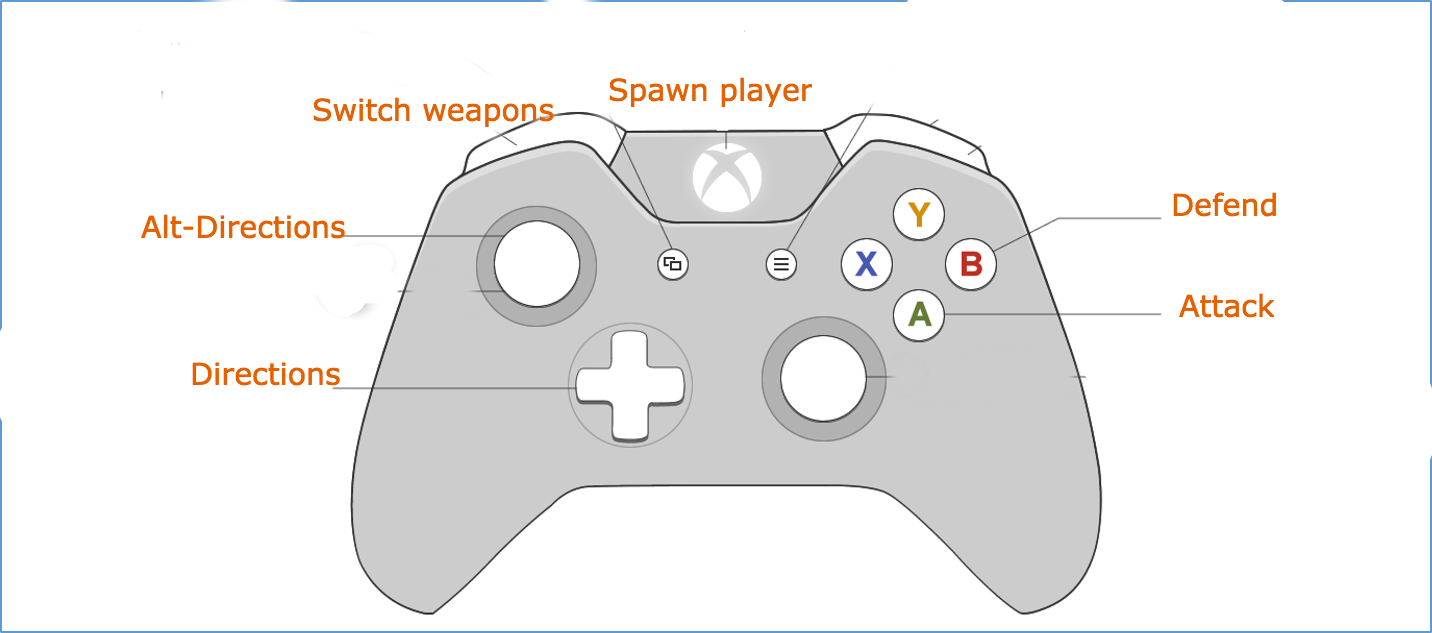 Spawn player
Switch weapons
Defend
Y
Alt-Directions
X
B
Attack
A
Directions